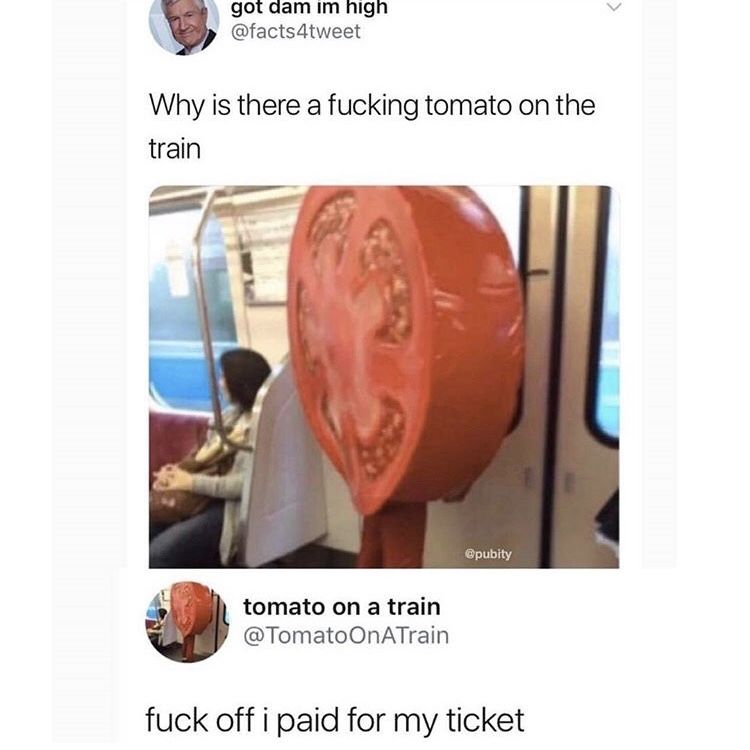 got dam im high
@facts4tweet
Why is there a fucking tomato on the
train
@pubity
tomato on a train
@TomatoOnATrain
fuck off i paid for my ticket